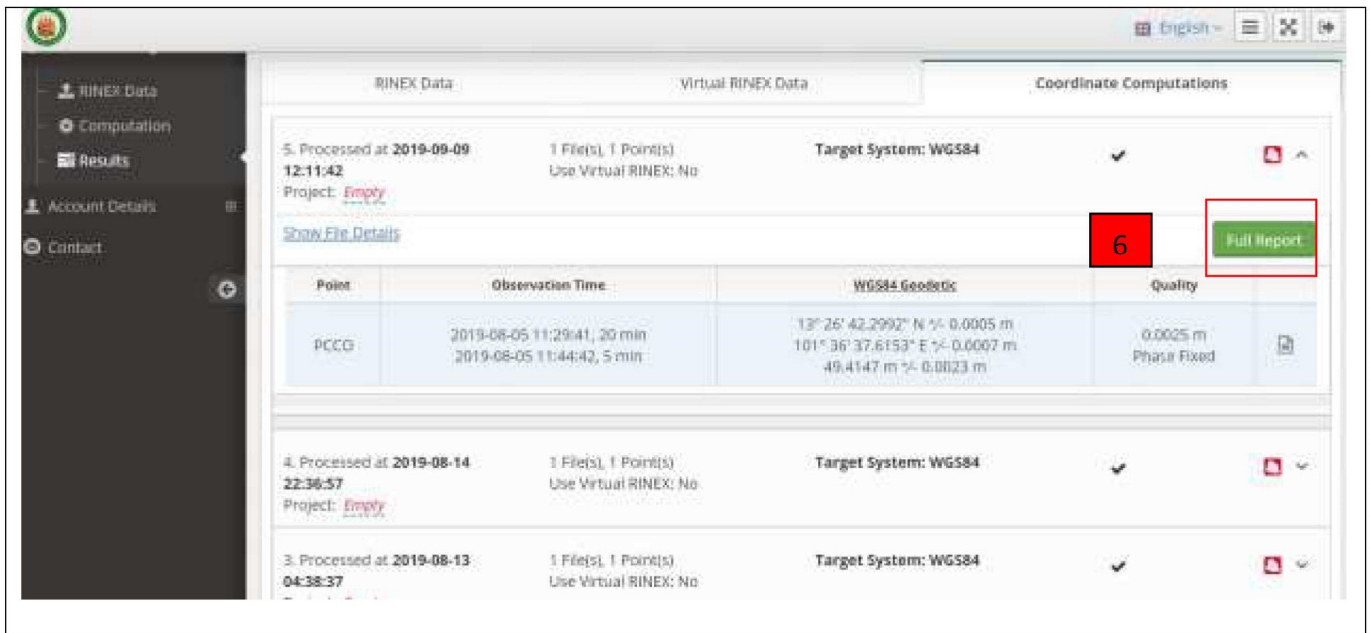 English
RINEX Data
Computation
Results
Account Details
Contact
RINEX Data
Virtual RINEX Data
Coordinate Computations
5. Processed at 2019-09-09
12:11:42
Project: Empty
1 File(s), 1 Point(s)
Use Virtual RINEX: No
Target System: WGS84
Show File Details
6
Full Report
Point
Observation Time
WGS84 Geodetic
Quality
PCCG
2019-08-05 11:29:41, 20 min
2019-08-05 11:44:42, 5 min
13° 26' 42.2992" N +/- 0.0005 m
101° 36' 37.6153" E +/- 0.0007 m
49.4147 m +/- 0.0023 m
0.0025 m
Phase Fixed
4. Processed at 2019-08-14
22:36:57
Project: Empty
1 File(s), 1 Point(s)
Use Virtual RINEX: No
Target System: WGS84
3. Processed at 2019-08-13
04:38:37
1 File(s), 1 Point(s)
Use Virtual RINEX: No
Target System: WGS84